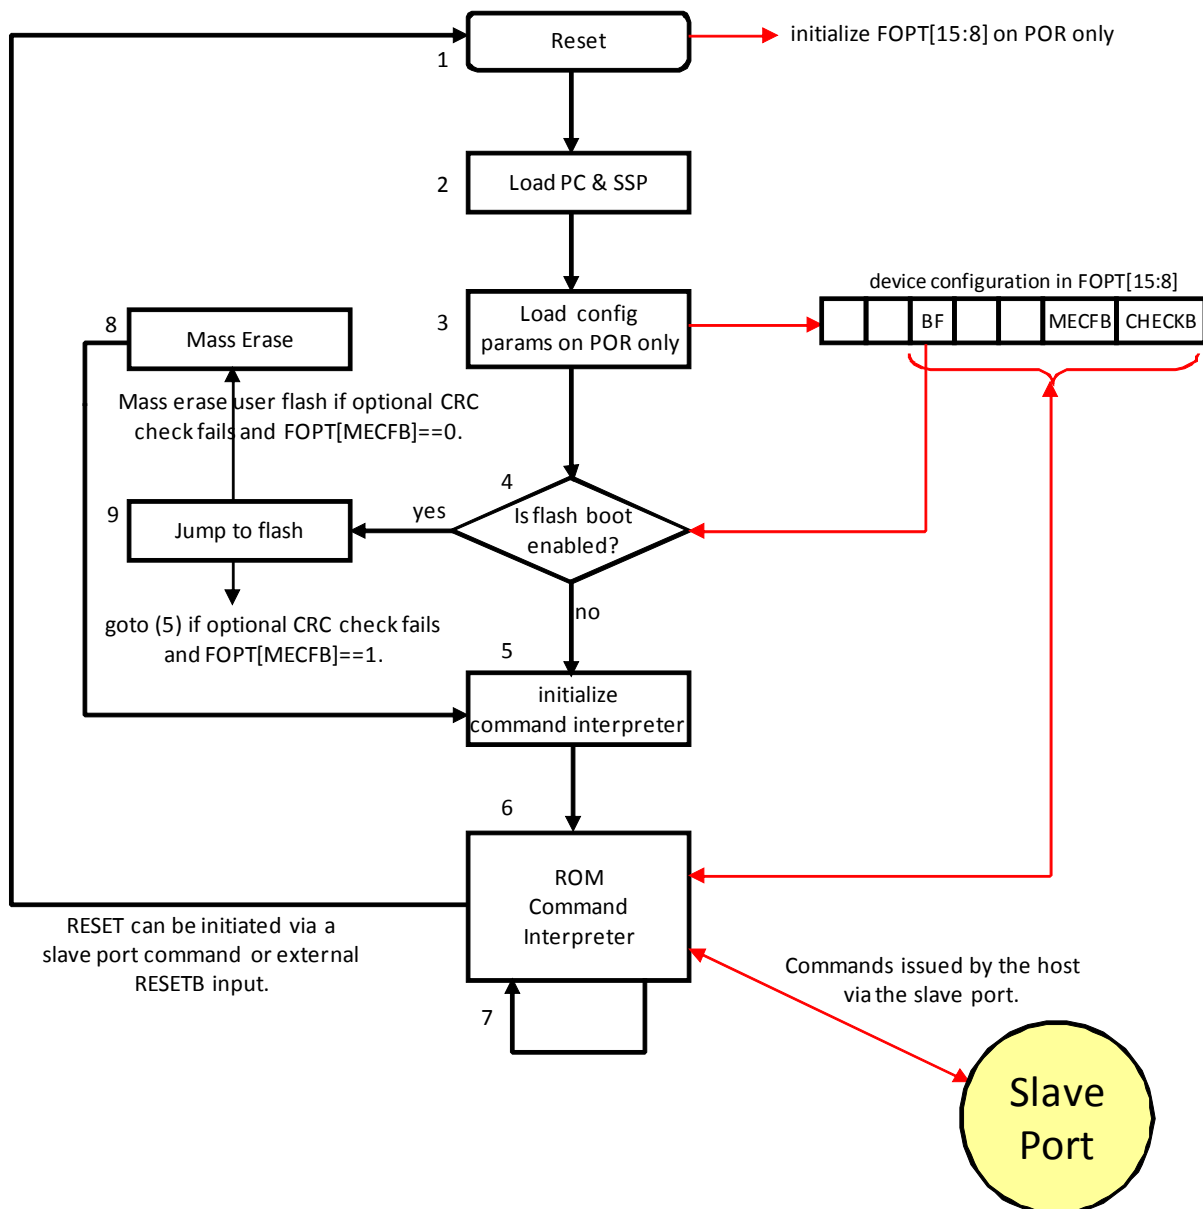 Reset
initialize FOPT[15:8] on POR only
1
2
Load PC & SSP
device configuration in FOPT[15:8]
3
Load config
params on POR only
BF
MECFB
CHECKB
8
Mass Erase
Mass erase user flash if optional CRC
check fails and FOPT[MECFB]==0.
4
9
Jump to flash
yes
Is flash boot
enabled?
no
goto (5) if optional CRC check fails
and FOPT[MECFB]==1.
5
initialize
command interpreter
6
ROM
Command
Interpreter
RESET can be initiated via a
slave port command or external
RESETB input.
Commands issued by the host
via the slave port.
7
Slave
Port